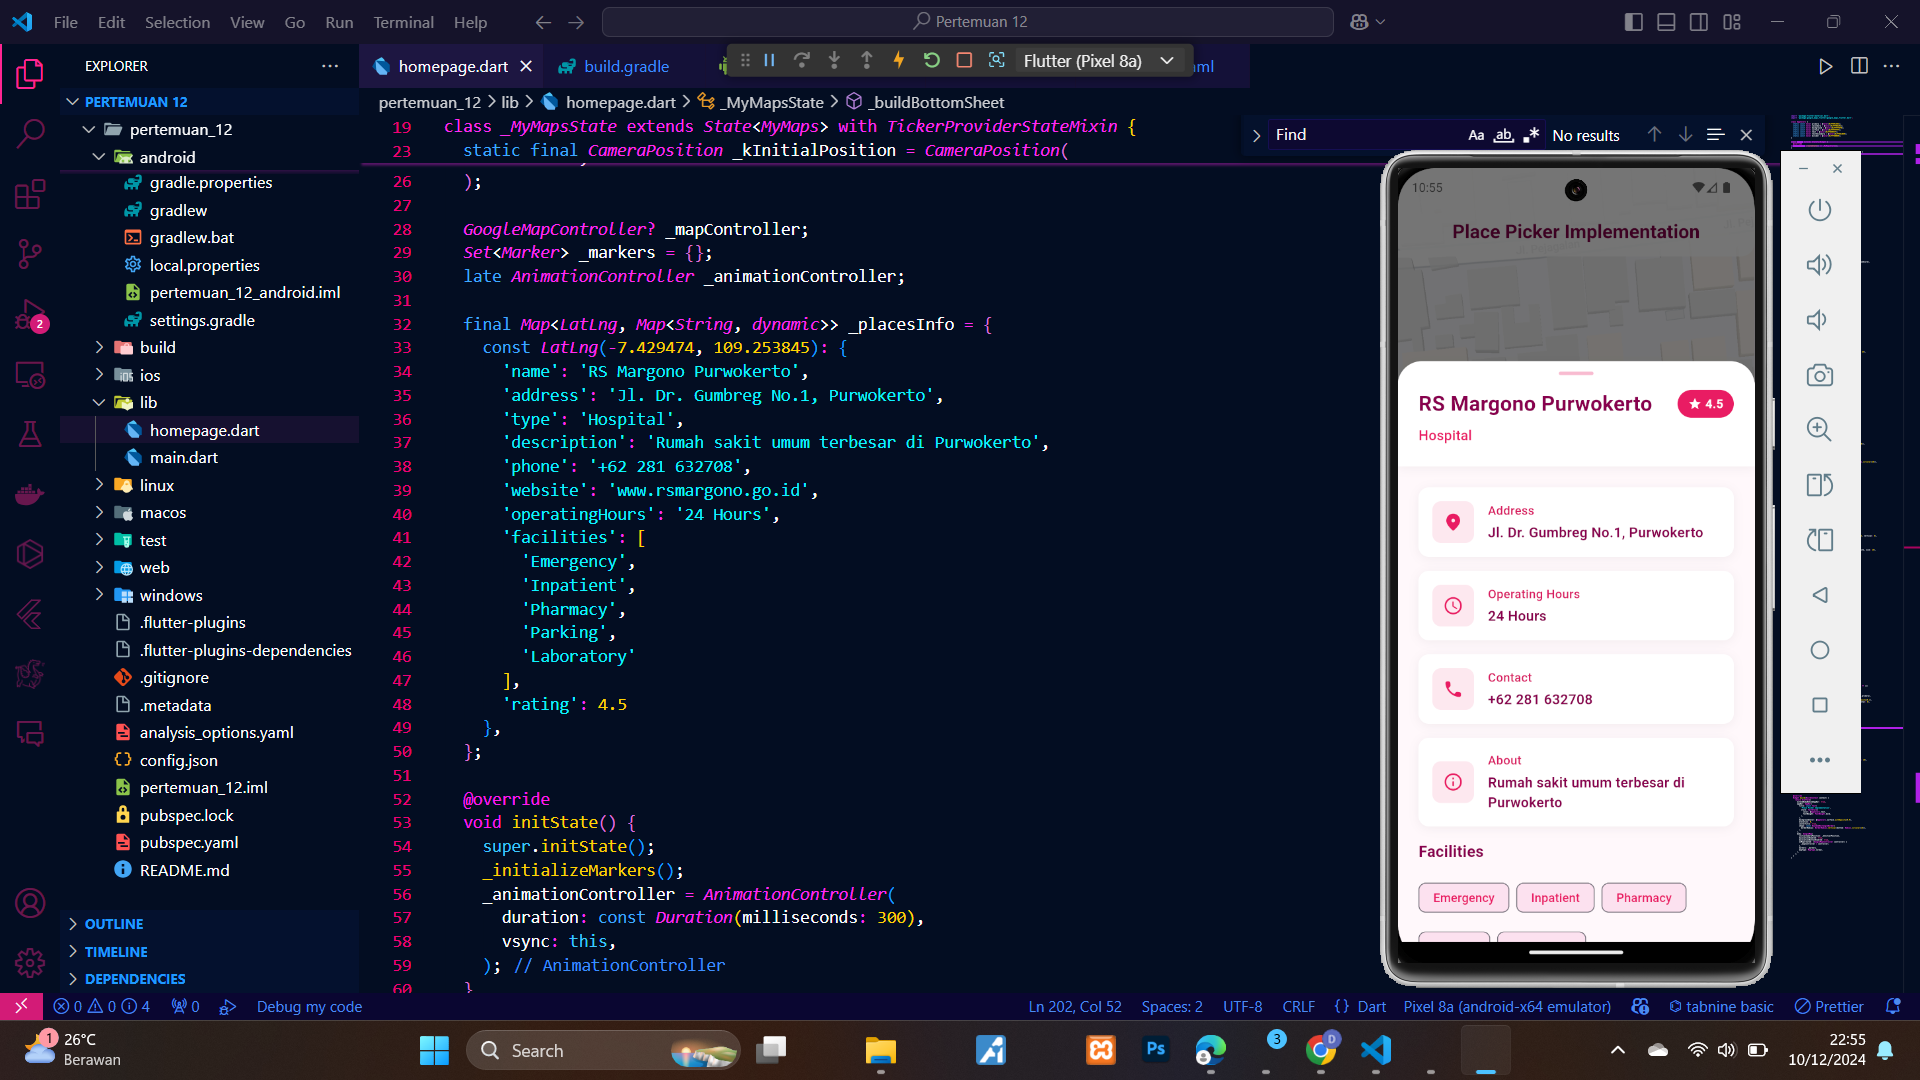 File Edit Selection View Go Run Terminal Help
Pertemuan 12
EXPLORER
homepage.dart
build.gradle
Flutter (Pixel 8a)
ml
PERTEMUAN 12
pertemuan_12
android
gradle.properties
gradlew
gradlew.bat
local.properties
pertemuan_12_android.iml
settings.gradle
build
ios
lib
homepage.dart
main.dart
linux
macos
test
web
windows
.flutter-plugins
.flutter-plugins-dependencies
.gitignore
.metadata
analysis_options.yaml
config.json
pertemuan_12.iml
pubspec.lock
pubspec.yaml
README.md
OUTLINE
TIMELINE
DEPENDENCIES
2
pertemuan_12 > lib > homepage.dart > _MyMapsState > _buildBottomSheet
Find
Aa ab .* No results
19 class _MyMapsState extends State<MyMaps> with TickerProviderStateMixin {
23 static final CameraPosition _kInitialPosition = CameraPosition(
26 );
27
28 GoogleMapController? _mapController;
29 Set<Marker> _markers = {};
30 late AnimationController _animationController;
31
32 final Map<LatLng, Map<String, dynamic>> _placesInfo = {
33 const LatLng(-7.429474, 109.253845): {
34 'name': 'RS Margono Purwokerto',
35 'address': 'Jl. Dr. Gumbreg No.1, Purwokerto',
36 'type': 'Hospital',
37 'description': 'Rumah sakit umum terbesar di Purwokerto',
38 'phone': '+62 281 632708',
39 'website': 'www.rsmargono.go.id',
40 'operatingHours': '24 Hours',
41 'facilities': [
42 'Emergency',
43 'Inpatient',
44 'Pharmacy',
45 'Parking',
46 'Laboratory'
47 ],
48 'rating': 4.5
49 },
50 };
51
52 @override
53 void initState() {
54 super.initState();
55 _initializeMarkers();
56 _animationController = AnimationController(
57 duration: const Duration(milliseconds: 300),
58 vsync: this,
59 ); // AnimationController
60 }
10:55
Place Picker Implementation
RS Margono Purwokerto
★ 4.5
Hospital
Address
Jl. Dr. Gumbreg No.1, Purwokerto
Operating Hours
24 Hours
Contact
+62 281 632708
About
Rumah sakit umum terbesar di
Purwokerto
Facilities
Emergency
Inpatient
Pharmacy
0 0 4 0 Debug my code
Ln 202, Col 52 Spaces: 2 UTF-8 CRLF {} Dart Pixel 8a (android-x64 emulator) tabnine basic Prettier
1
26°C
Berawan
Search
Ps
3
D
22:55
10/12/2024